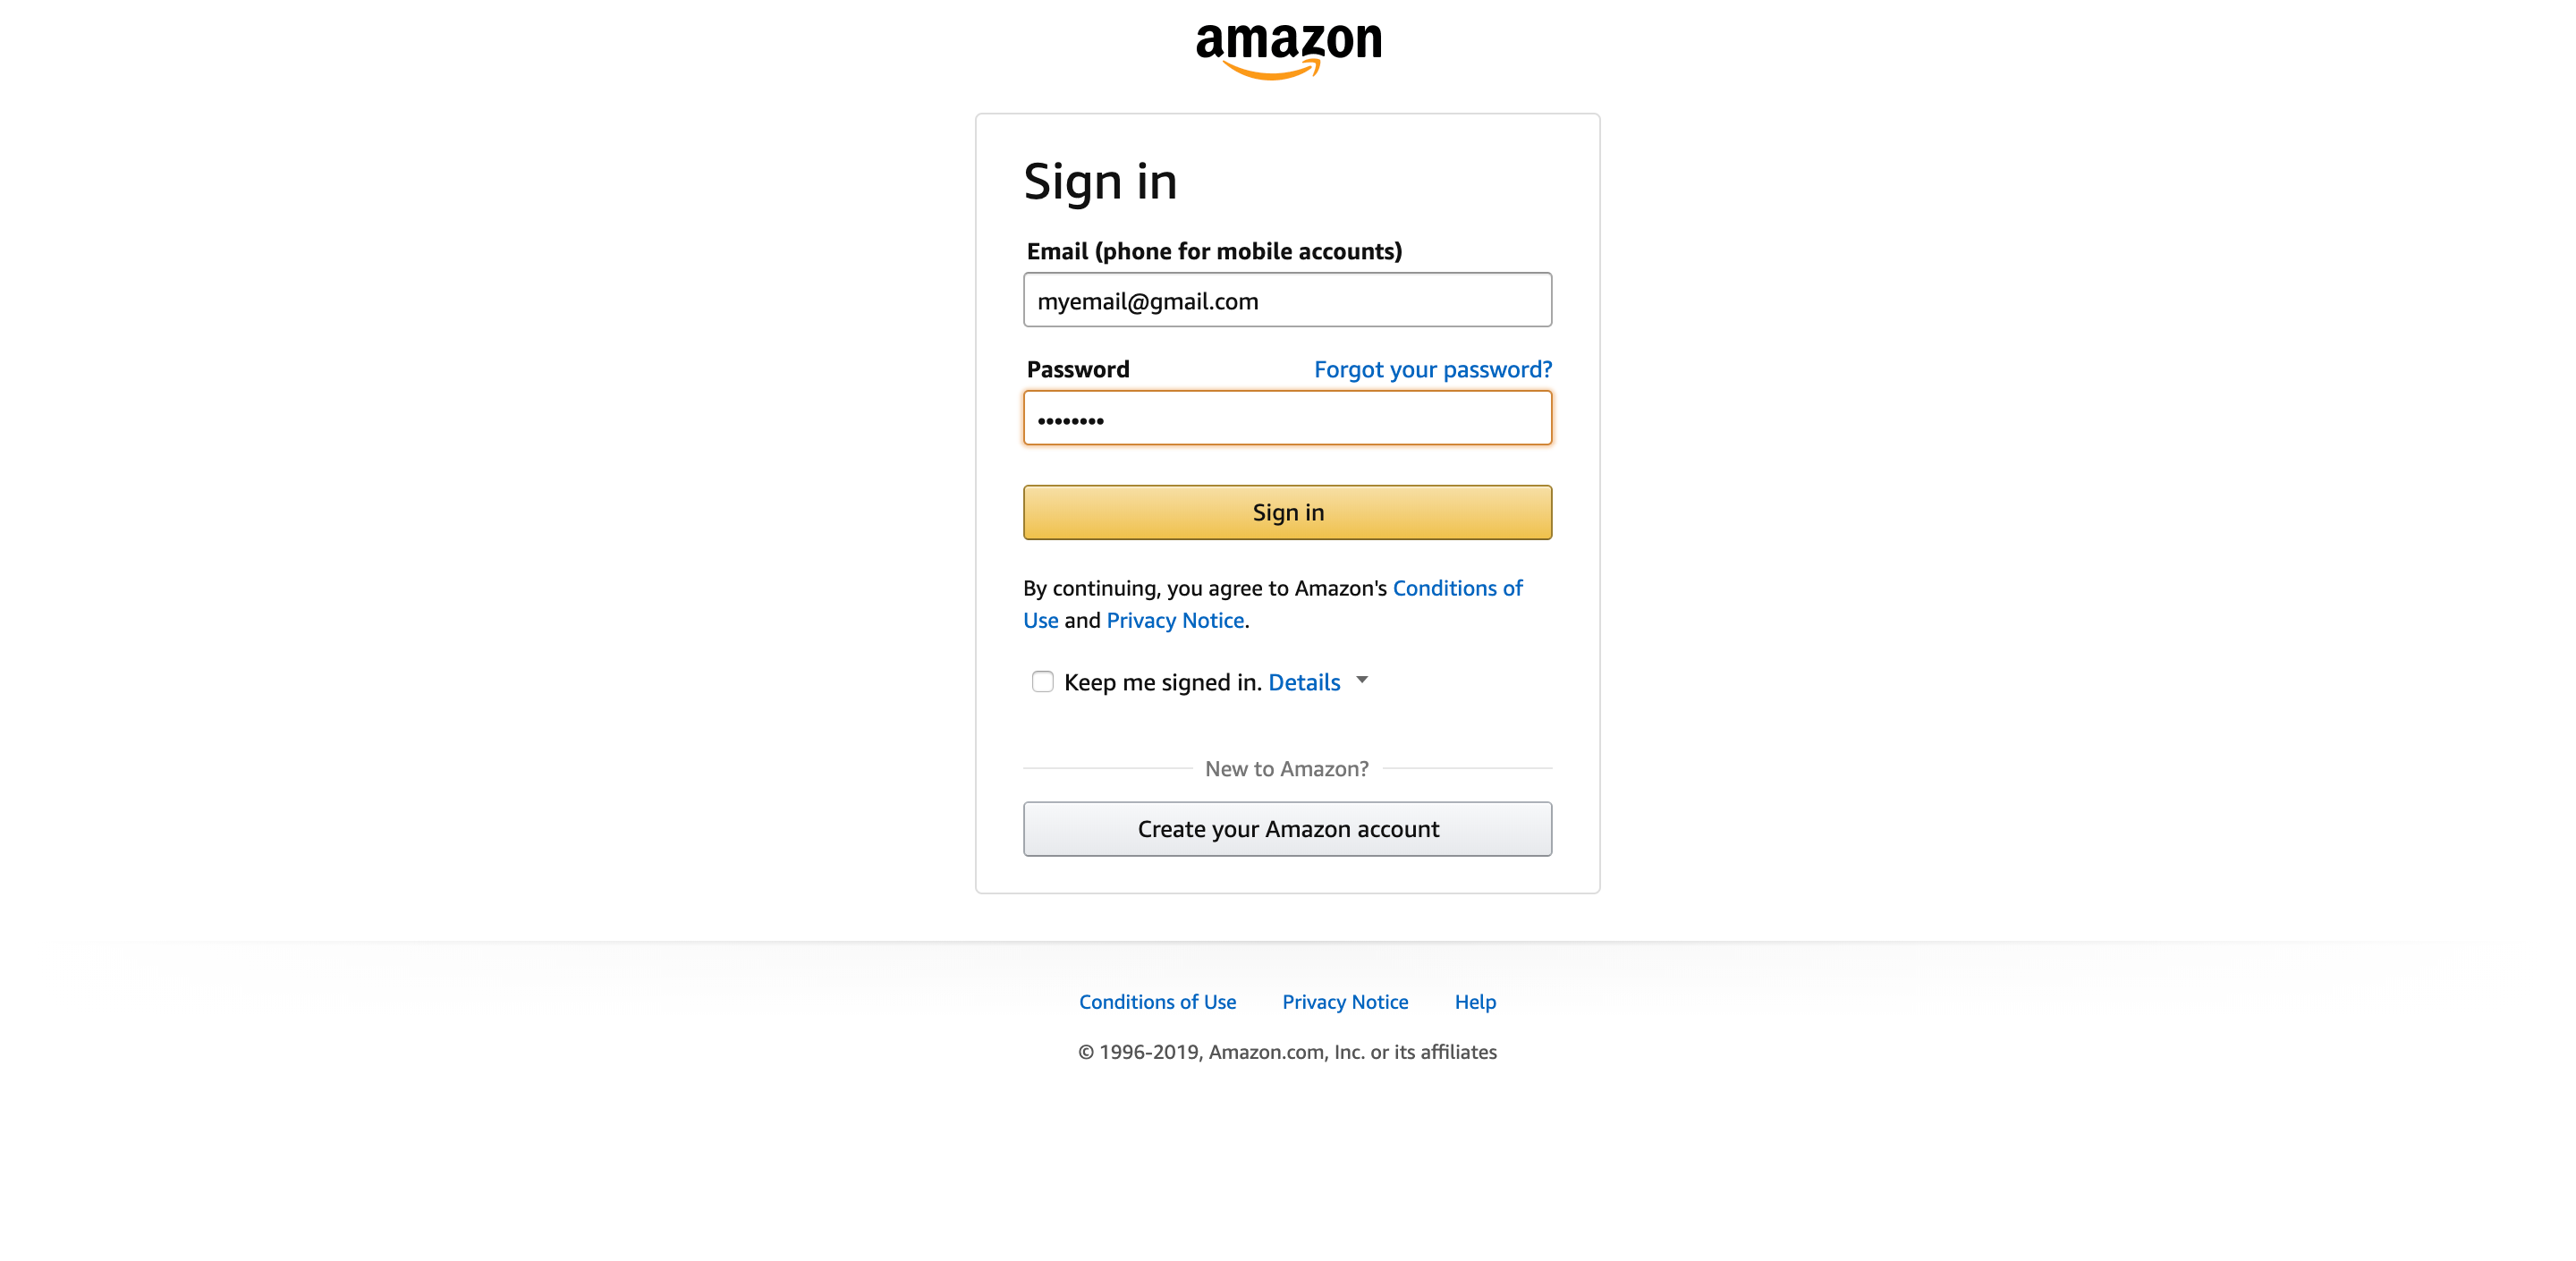 amazon
Sign in
Email (phone for mobile accounts)
myemail@gmail.com
Password Forgot your password?
••••••••
Sign in
By continuing, you agree to Amazon's Conditions of
Use and Privacy Notice.
Keep me signed in. Details
New to Amazon?
Create your Amazon account
Conditions of Use Privacy Notice Help
© 1996-2019, Amazon.com, Inc. or its affiliates